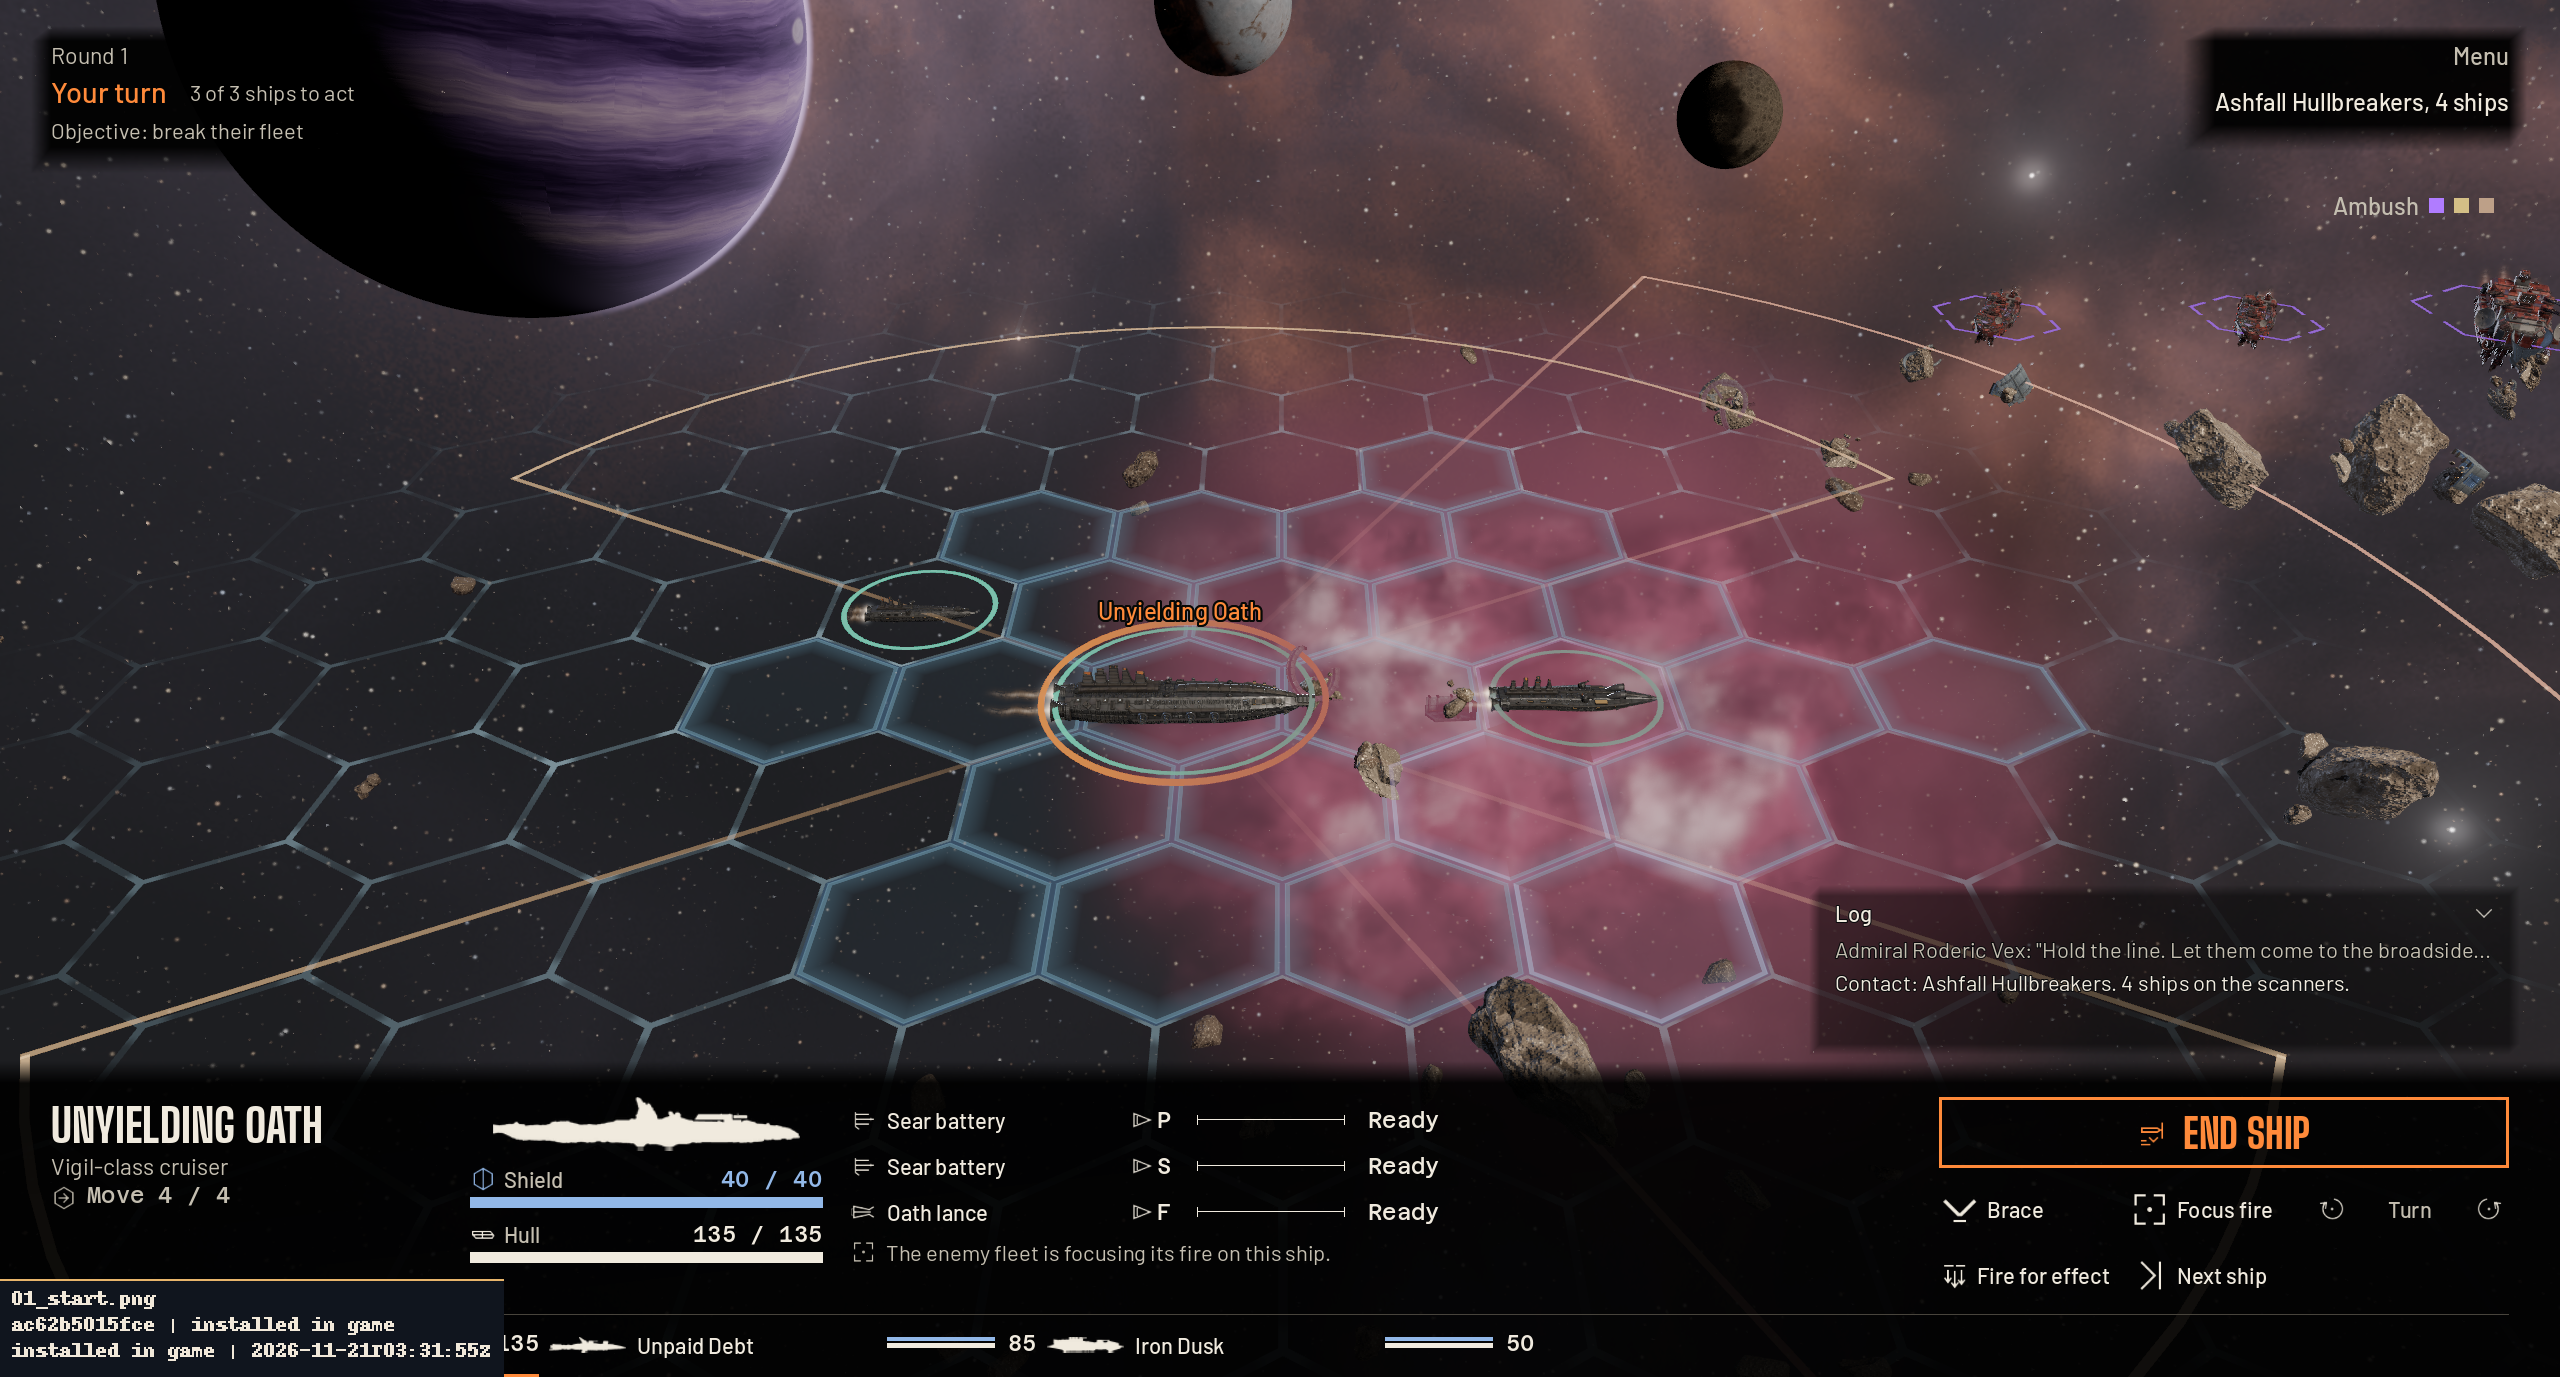 Round 1
Your turn 3 of 3 ships to act
Objective: break their fleet
Menu
Ashfall Hullbreakers, 4 ships
Ambush
Unyielding Oath
Log
Admiral Roderic Vex: "Hold the line. Let them come to the broadside...
Contact: Ashfall Hullbreakers. 4 ships on the scanners.
UNYIELDING OATH
Vigil-class cruiser
Move 4 / 4
Shield 40 / 40
Hull 135 / 135
Sear battery P Ready
Sear battery S Ready
Oath lance F Ready
The enemy fleet is focusing its fire on this ship.
END SHIP
Brace Focus fire Turn
Fire for effect Next ship
01_start.png
ac62b5015fce | installed in game
installed in game | 2026-11-21T03:31:55Z
135 Unpaid Debt 85 Iron Dusk 50